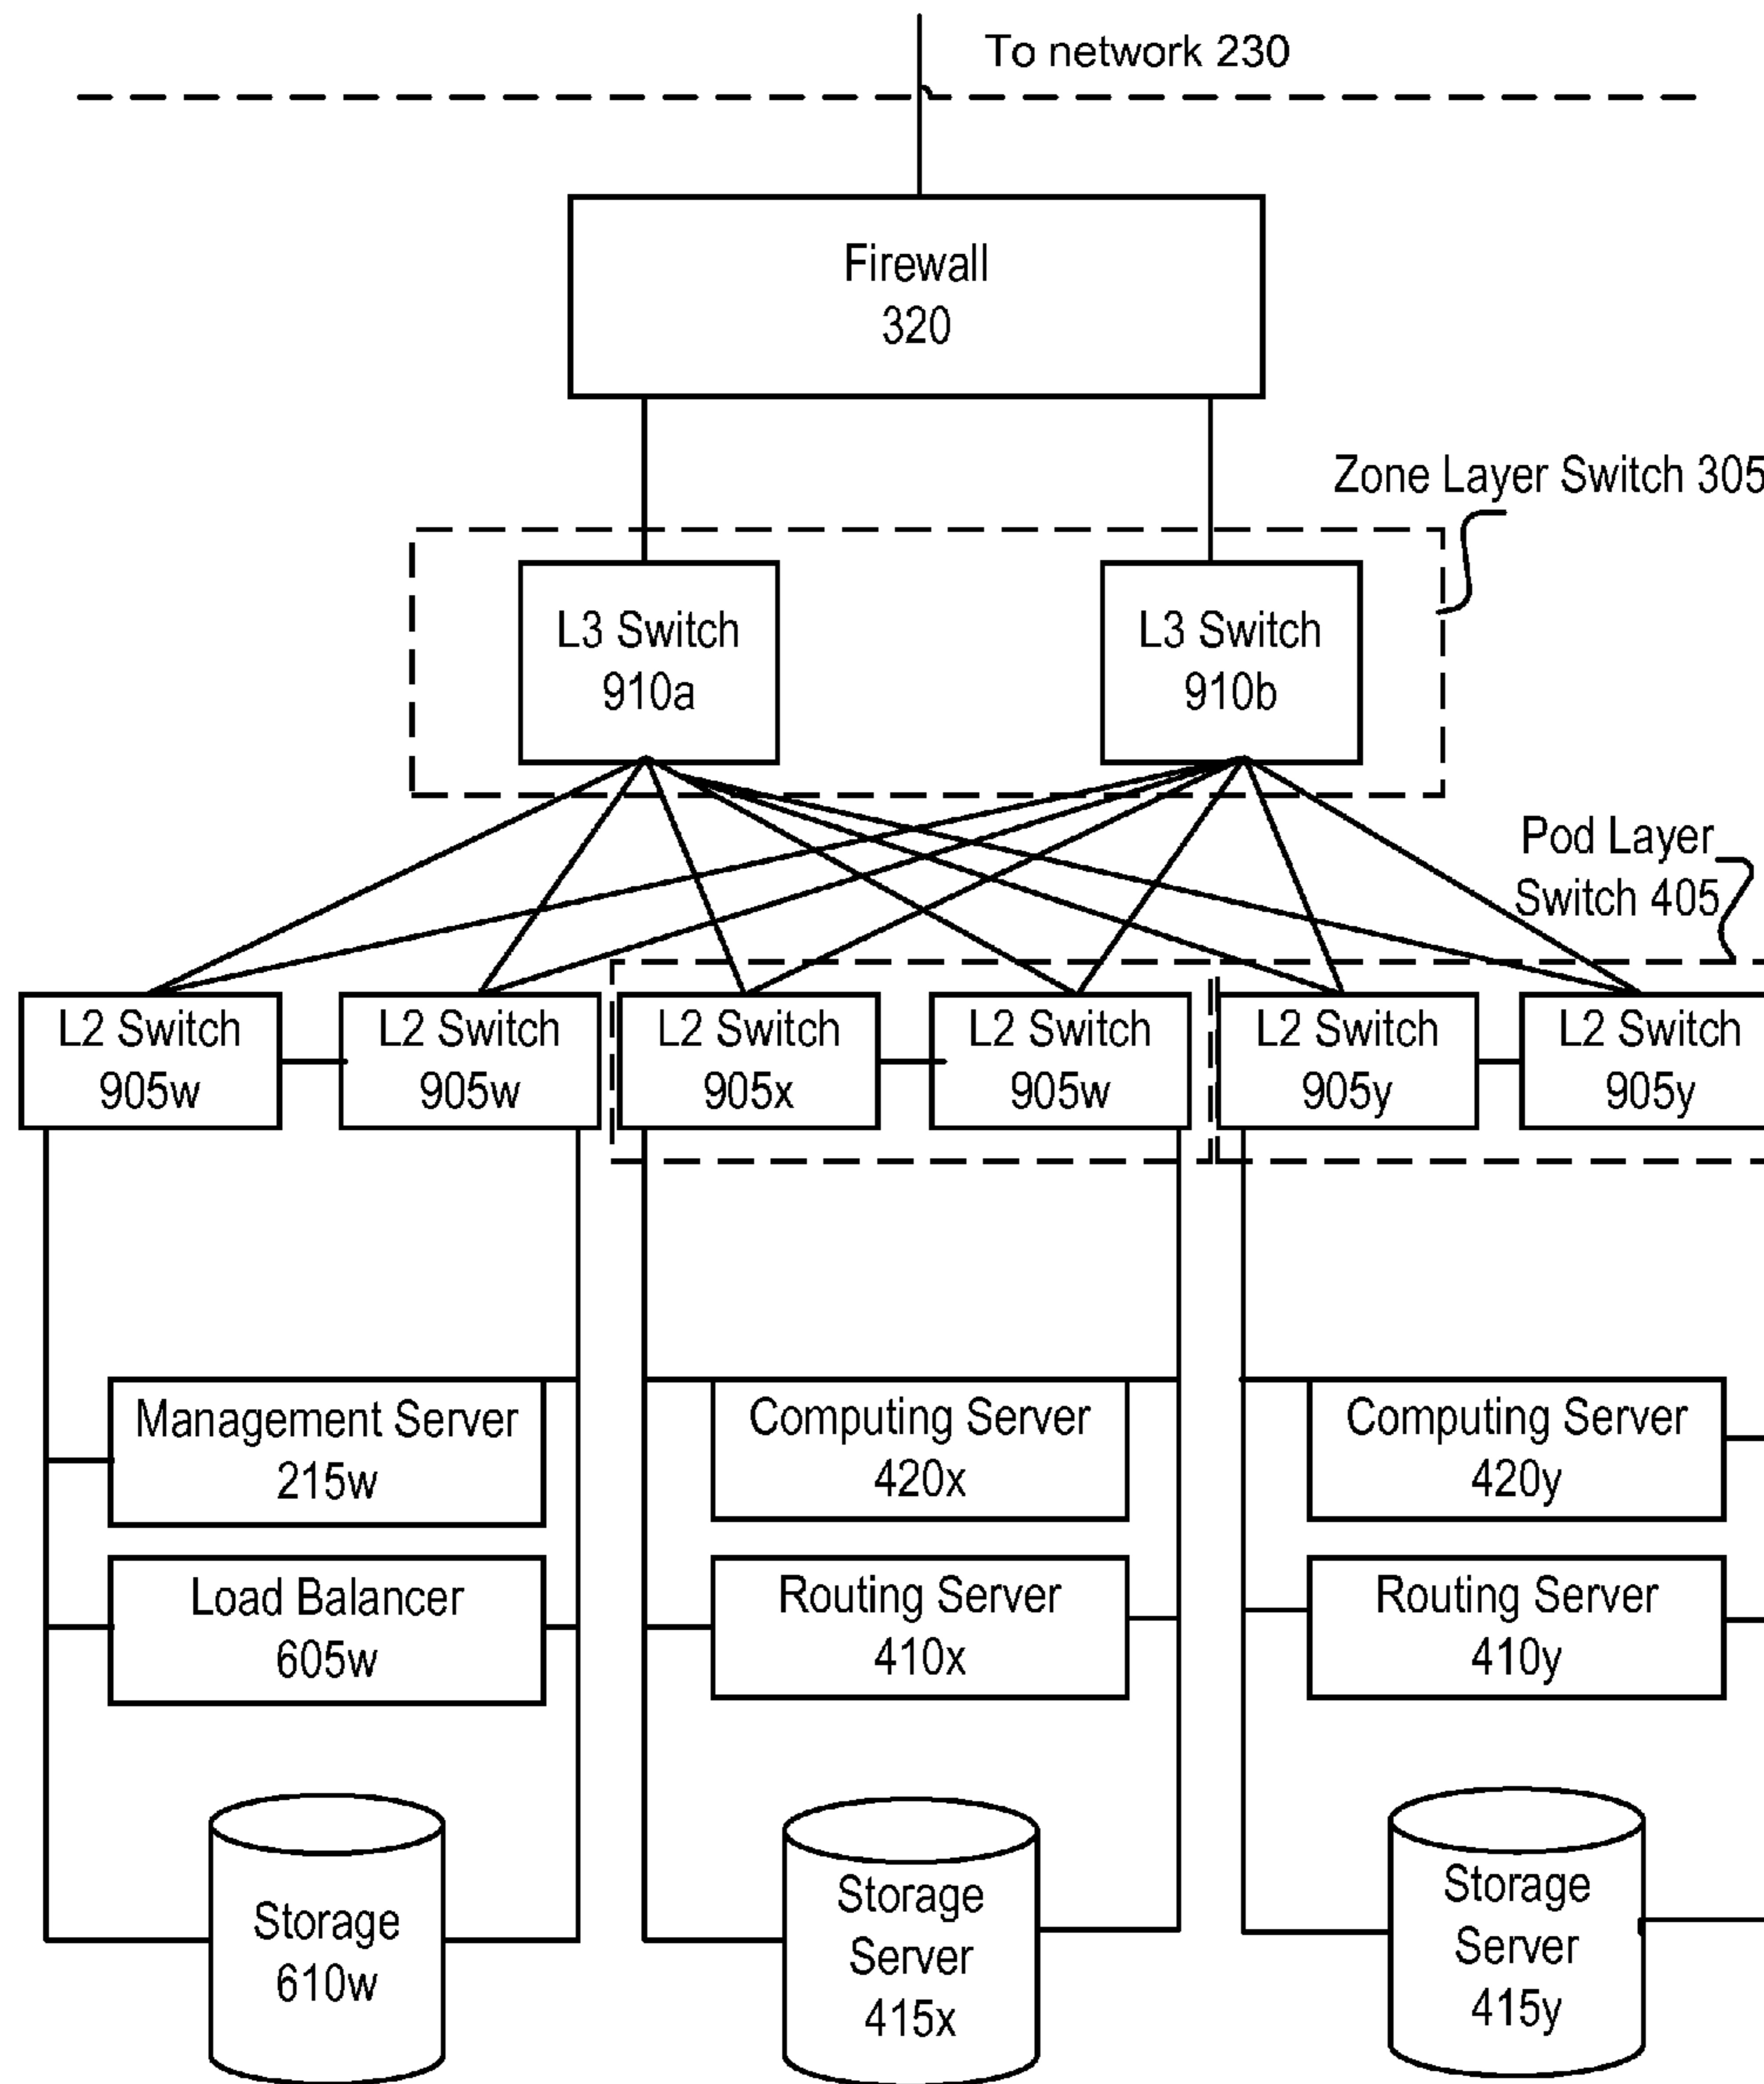 To network 230
Firewall
320
Zone Layer Switch 305
L3 Switch
910a
L3 Switch
910b
Pod Layer
Switch 405
L2 Switch
905w
L2 Switch
905w
L2 Switch
905x
L2 Switch
905w
L2 Switch
905y
L2 Switch
905y
Management Server
215w
Computing Server
420x
Computing Server
420y
Load Balancer
605w
Routing Server
410x
Routing Server
410y
Storage
610w
Storage
Server
415x
Storage
Server
415y